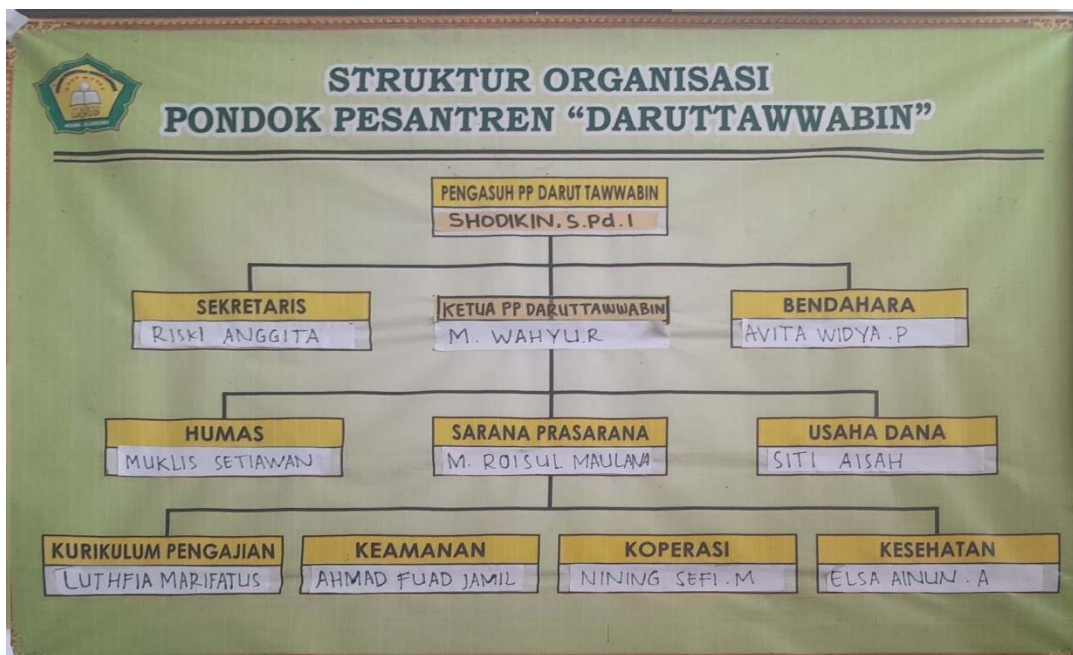 STRUKTUR ORGANISASI
PONDOK PESANTREN “DARUTTAWWABIN”
PENGASUH PP DARUT TAWWABIN
SHODIKIN, S.Pd.I
SEKRETARIS
RISKI ANGGITA
KETUA PP DARUTTAWWABIN
M. WAHYU.R
BENDAHARA
AVITA WIDYA.P
HUMAS
MUKLIS SETIAWAN
SARANA PRASARANA
M. ROISUL MAULANA
USAHA DANA
SITI AISAH
KURIKULUM PENGAJIAN
LUTHFIA MARIFATUS
KEAMANAN
AHMAD FUAD JAMIL
KOPERASI
NINING SEFI.M
KESEHATAN
ELSA AINUN.A